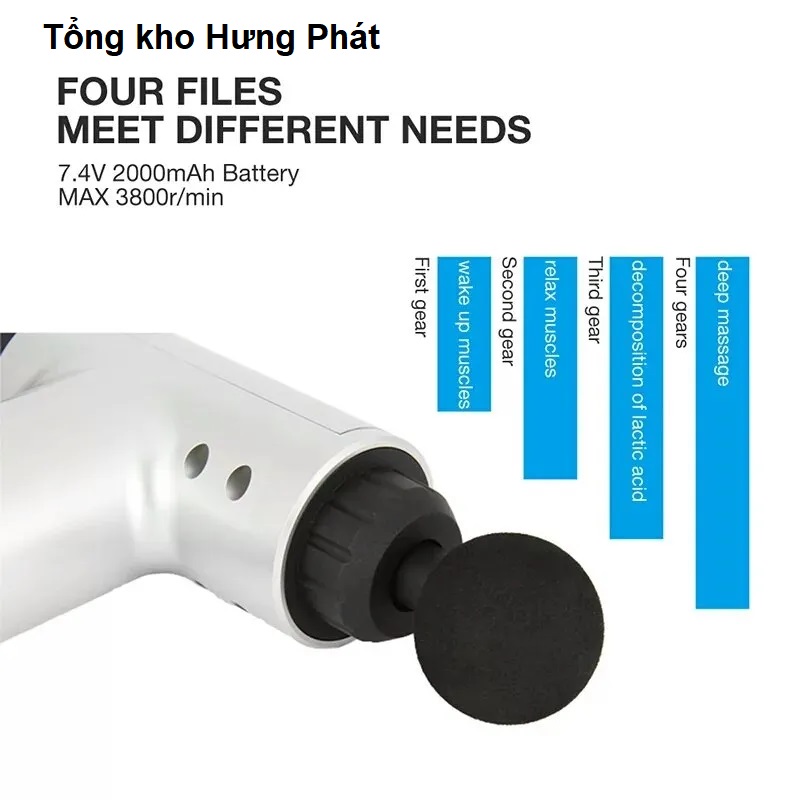 Tổng kho Hưng Phát
FOUR FILES
MEET DIFFERENT NEEDS
7.4V 2000mAh Battery
MAX 3800r/min
First gear
wake up muscles
Second gear
relax muscles
Third gear
decomposition of lactic acid
Four gears
deep massage